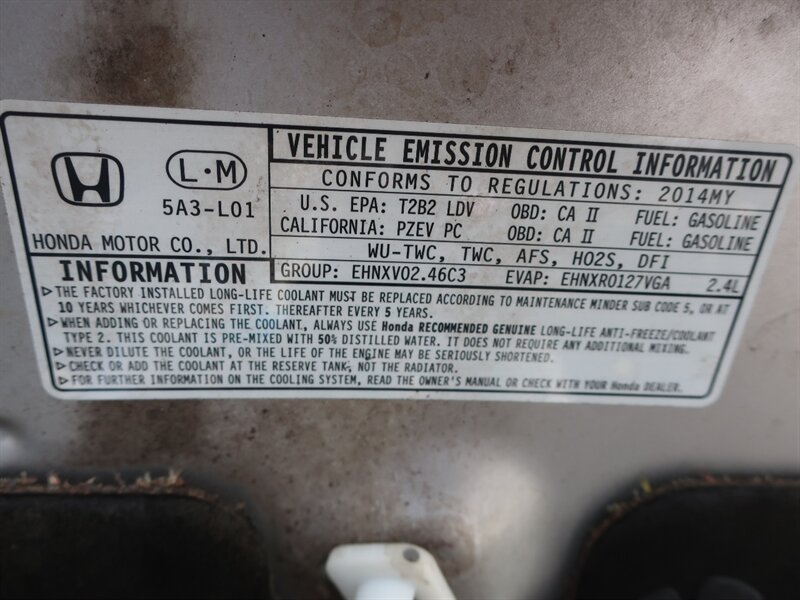 L·M
5A3-L01
HONDA MOTOR CO., LTD.
VEHICLE EMISSION CONTROL INFORMATION
CONFORMS TO REGULATIONS: 2014MY
U.S. EPA: T2B2 LDV OBD: CA II FUEL: GASOLINE
CALIFORNIA: PZEV PC OBD: CA II FUEL: GASOLINE
WU-TWC, TWC, AFS, HO2S, DFI
GROUP: EHNXV02.46C3 EVAP: EHNXR0127VGA 2.4L
INFORMATION
▷THE FACTORY INSTALLED LONG-LIFE COOLANT MUST BE REPLACED ACCORDING TO MAINTENANCE MINDER SUB CODE 5, OR AT
10 YEARS WHICHEVER COMES FIRST. THEREAFTER EVERY 5 YEARS.
▷WHEN ADDING OR REPLACING THE COOLANT, ALWAYS USE Honda RECOMMENDED GENUINE LONG-LIFE ANTI-FREEZE/COOLANT
TYPE 2. THIS COOLANT IS PRE-MIXED WITH 50% DISTILLED WATER. IT DOES NOT REQUIRE ANY ADDITIONAL MIXING.
▷NEVER DILUTE THE COOLANT, OR THE LIFE OF THE ENGINE MAY BE SERIOUSLY SHORTENED.
▷CHECK OR ADD THE COOLANT AT THE RESERVE TANK, NOT THE RADIATOR.
▷FOR FURTHER INFORMATION ON THE COOLING SYSTEM, READ THE OWNER'S MANUAL OR CHECK WITH YOUR Honda DEALER.